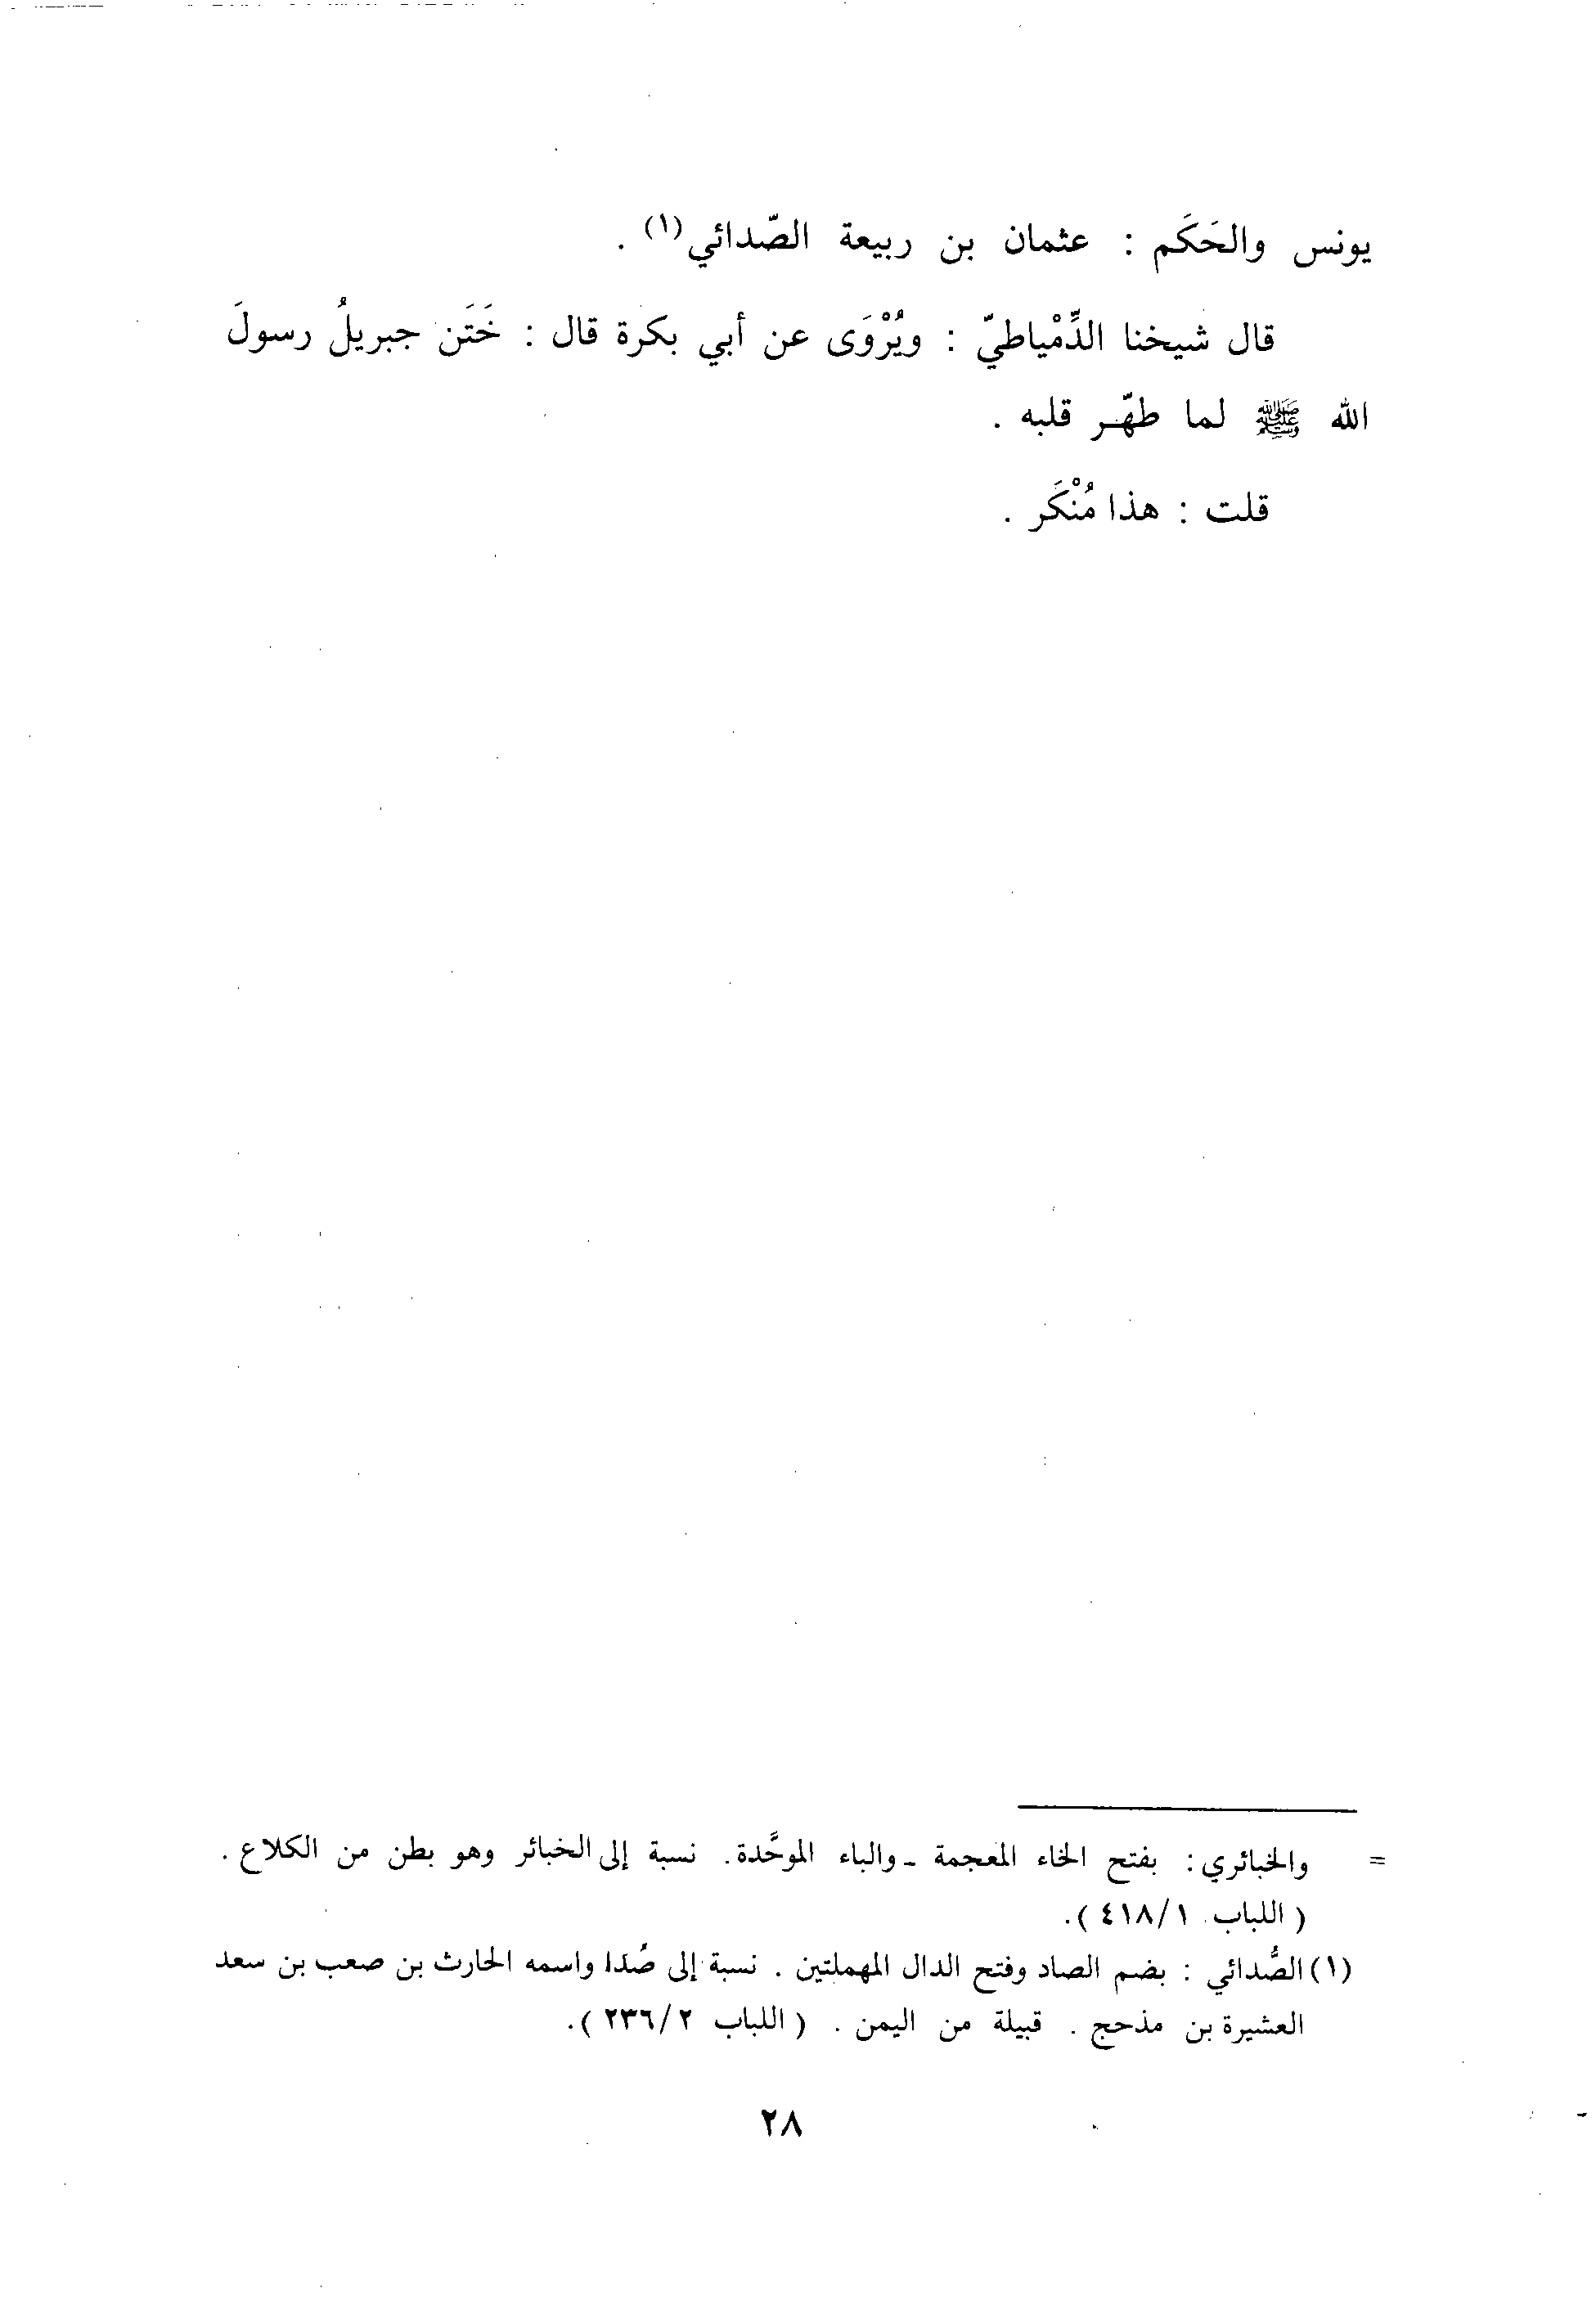 يونس والحَكَم : عثمان بن ربيعة الصّدائي(١) .
قال شيخنا الدِّمْياطيّ : ويُرْوَى عن أبي بكرة قال : خَتَن جبريلُ رسولَ
الله ﷺ لما طهّر قلبه .
قلت : هذا مُنْكَر .
= والخبائري : بفتح الخاء المعجمة - والباء الموحَّدة . نسبة إلى الخبائر وهو بطن من الكلاع .
( اللباب ٤١٨/١ ).
(١) الصُّدائي : بضم الصاد وفتح الدال المهملتين . نسبة إلى صُدا واسمه الحارث بن صعب بن سعد
العشيرة بن مذحج . قبيلة من اليمن . ( اللباب ٢٣٦/٢ ).
٢٨